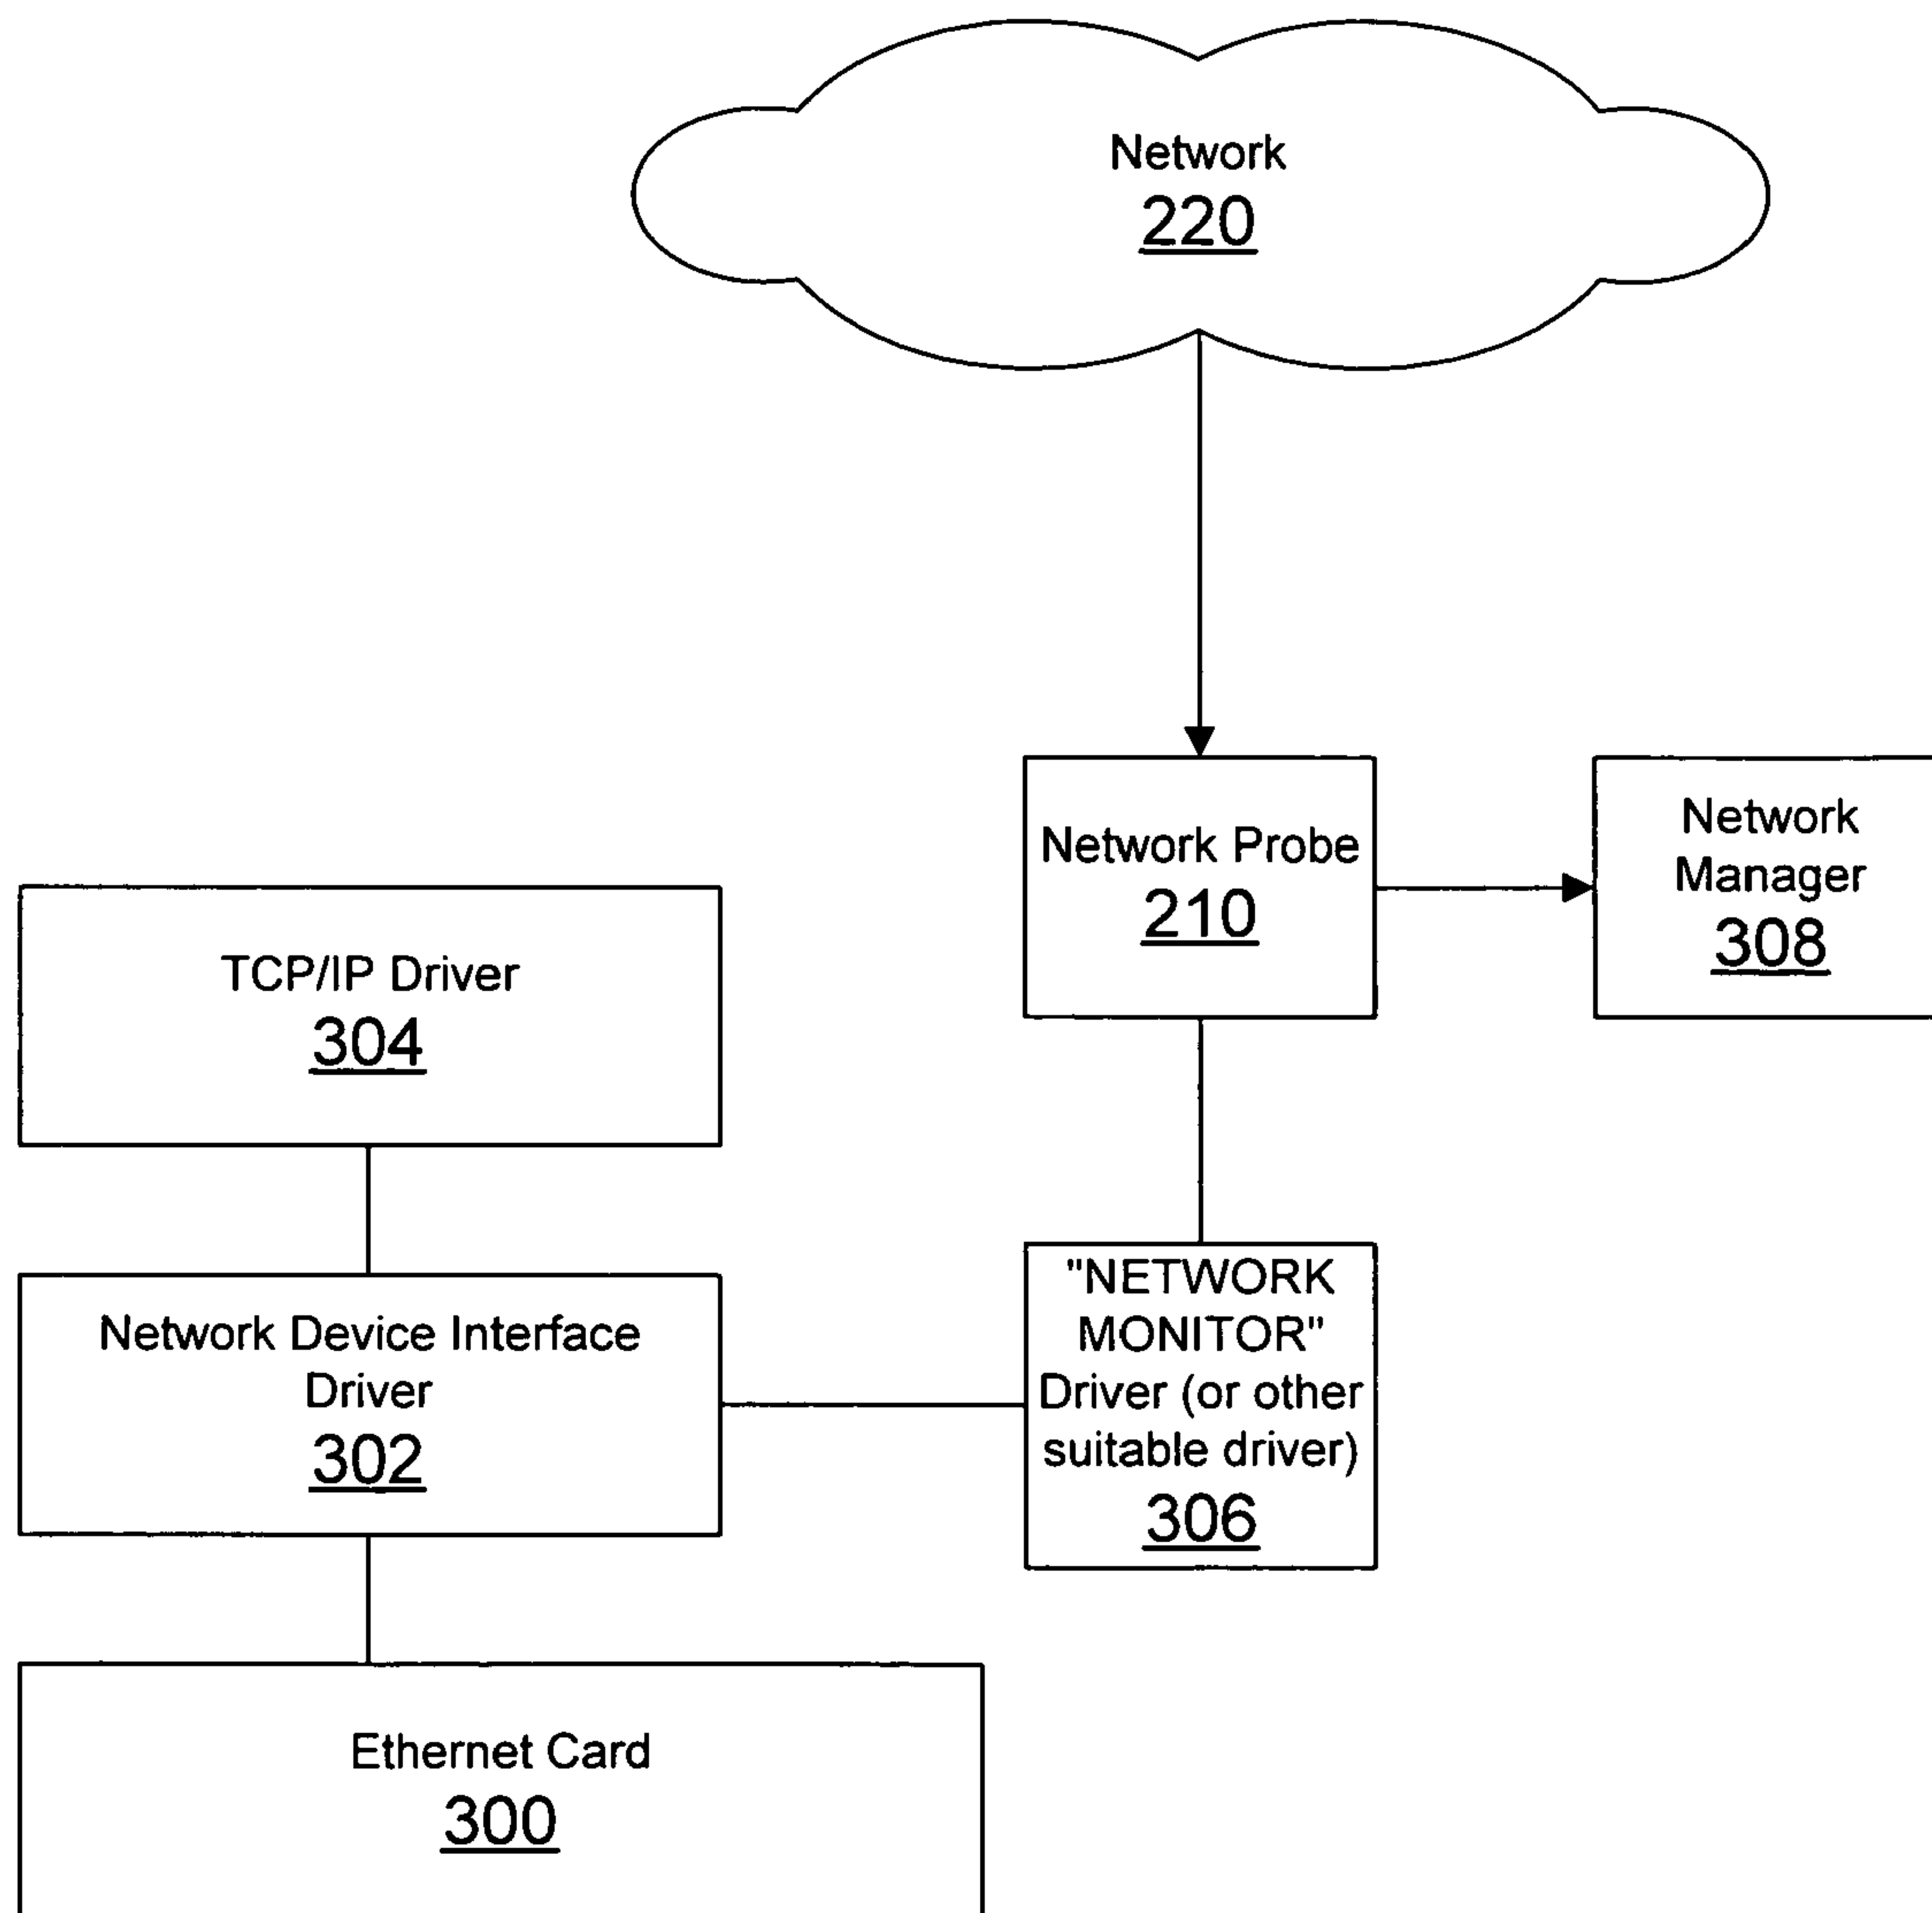 Network
220
Network Probe
210
Network
Manager
308
TCP/IP Driver
304
Network Device Interface
Driver
302
"NETWORK
MONITOR"
Driver (or other
suitable driver)
306
Ethernet Card
300